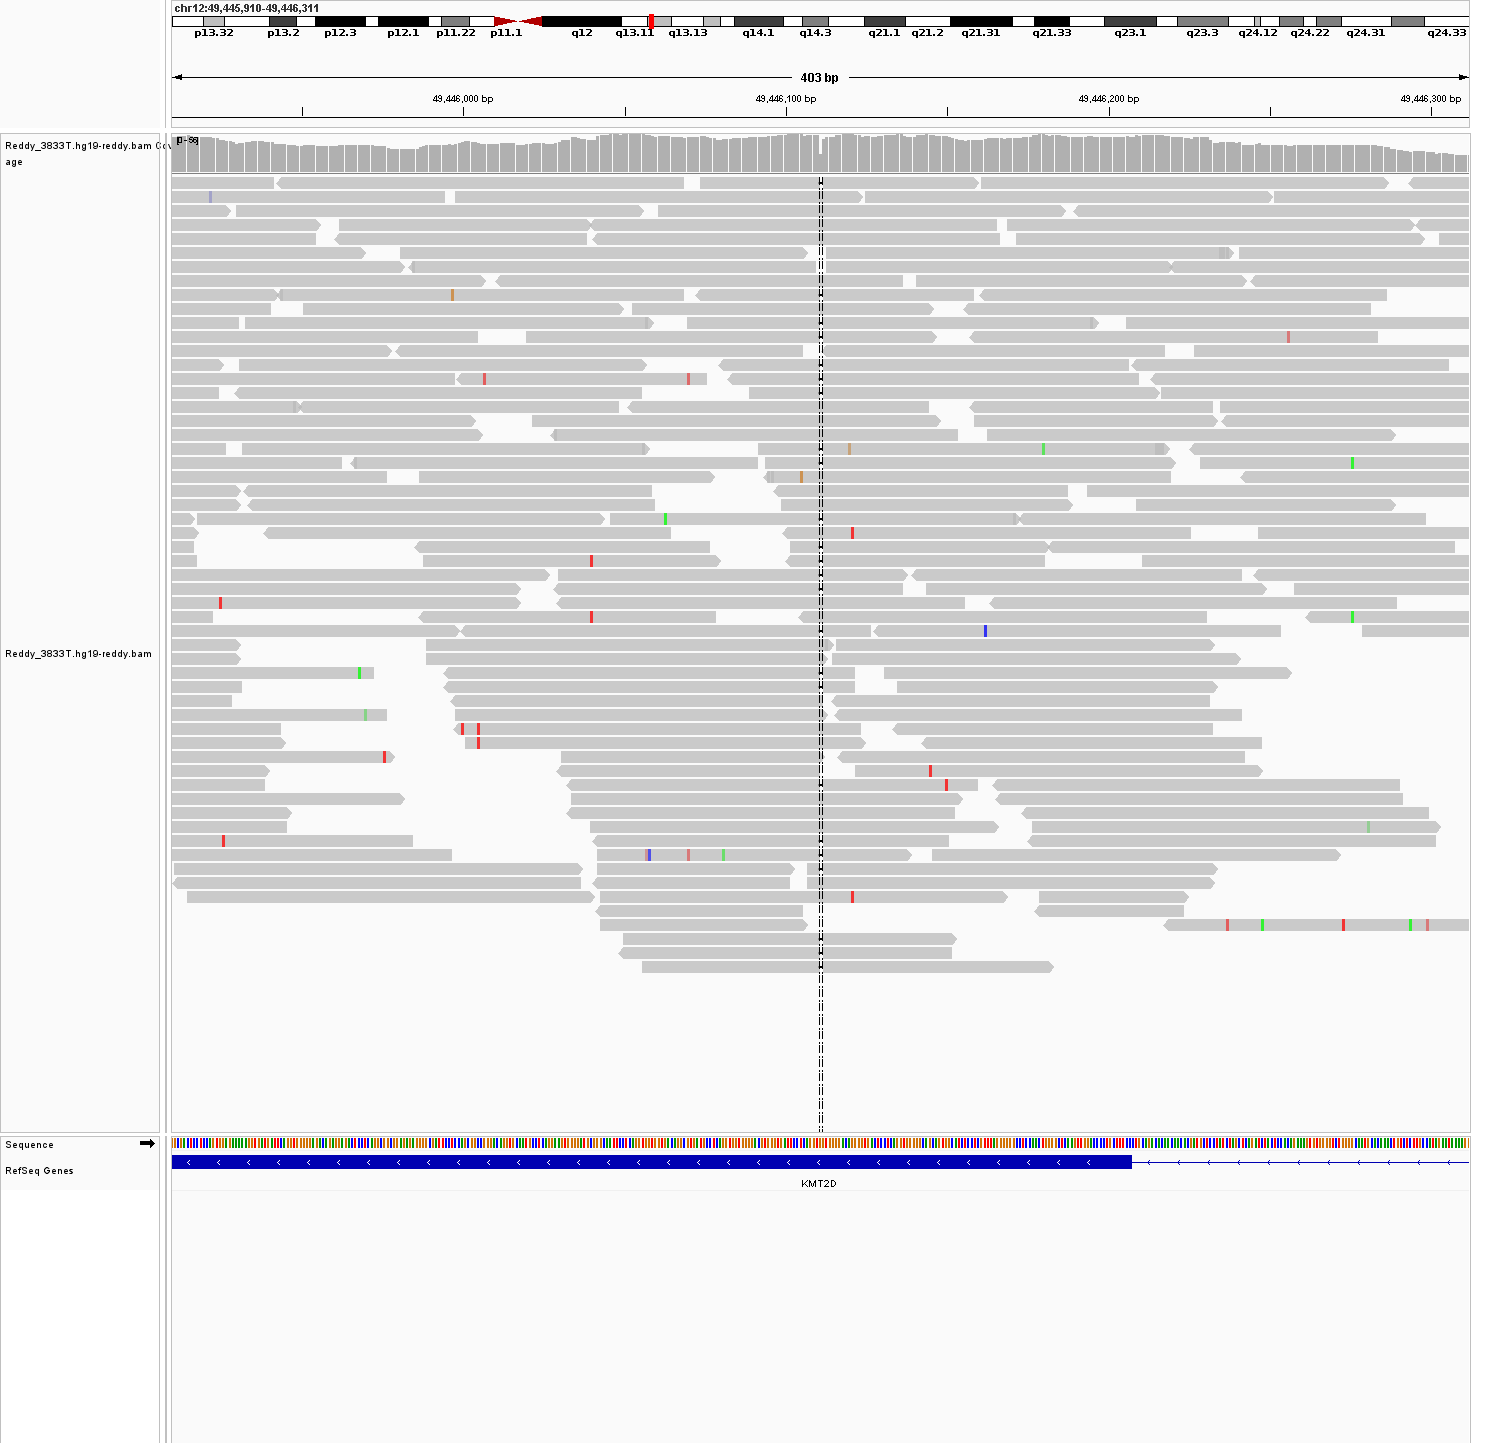 chr12:49,445,910-49,446,311
p13.32 p13.2 p12.3 p12.1 p11.22 p11.1 q12 q13.11 q13.13 q14.1 q14.3 q21.1 q21.2 q21.31 q21.33 q23.1 q23.3 q24.12 q24.22 q24.31 q24.33
403 bp
49,446,000 bp 49,446,100 bp 49,446,200 bp 49,446,300 bp
Reddy_3833T.hg19-reddy.bam Cov
age
Reddy_3833T.hg19-reddy.bam
Sequence
RefSeq Genes
KMT2D